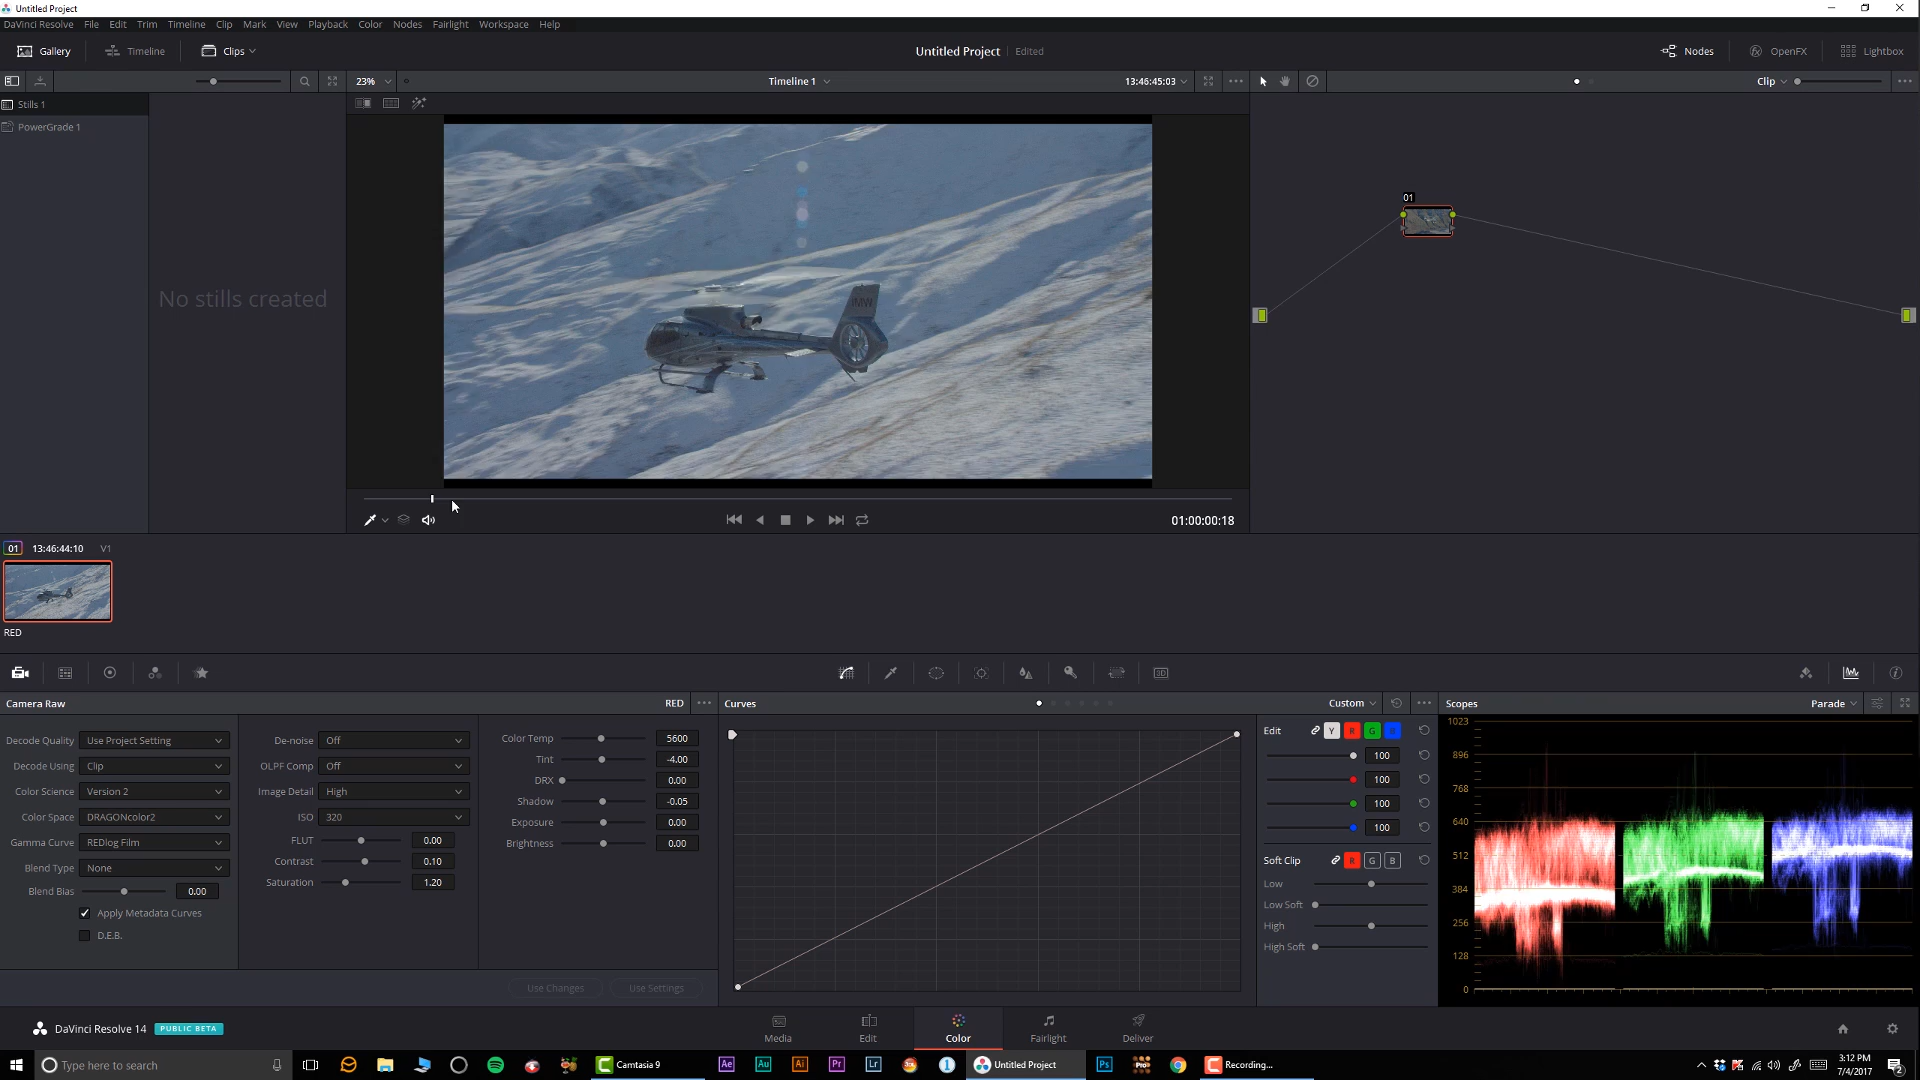 Untitled Project
DaVinci Resolve File Edit Trim Timeline Clip Mark View Playback Color Nodes Fairlight Workspace Help
Gallery Timeline Clips Untitled Project Edited Nodes OpenFX Lightbox
23% Timeline 1 13:46:45:03 Clip
Stills 1
PowerGrade 1
No stills created
JMW
01
01:00:00:18
01 13:46:44:10 V1
RED
Camera Raw RED Curves Custom Scopes Parade
Decode Quality Use Project Setting De-noise Off Color Temp 5600 Edit Y R G B
Decode Using Clip OLPF Comp Off Tint -4.00 100
Color Science Version 2 Image Detail High DRX 0.00 100
Color Space DRAGONcolor2 ISO 320 Shadow -0.05 100
Gamma Curve REDlog Film FLUT 0.00 Exposure 0.00 100
Blend Type None Contrast 0.10 Brightness 0.00 Soft Clip R G B
Blend Bias 0.00 Saturation 1.20 Low
Apply Metadata Curves Low Soft
D.E.B. High
High Soft
1023
896
768
640
512
384
256
128
0
Use Changes Use Settings
DaVinci Resolve 14 PUBLIC BETA Media Edit Color Fairlight Deliver
Type here to search Camtasia 9 Ae Au Ai Pr Lr Untitled Project Ps Pro Recording... 3:12 PM
7/4/2017 2